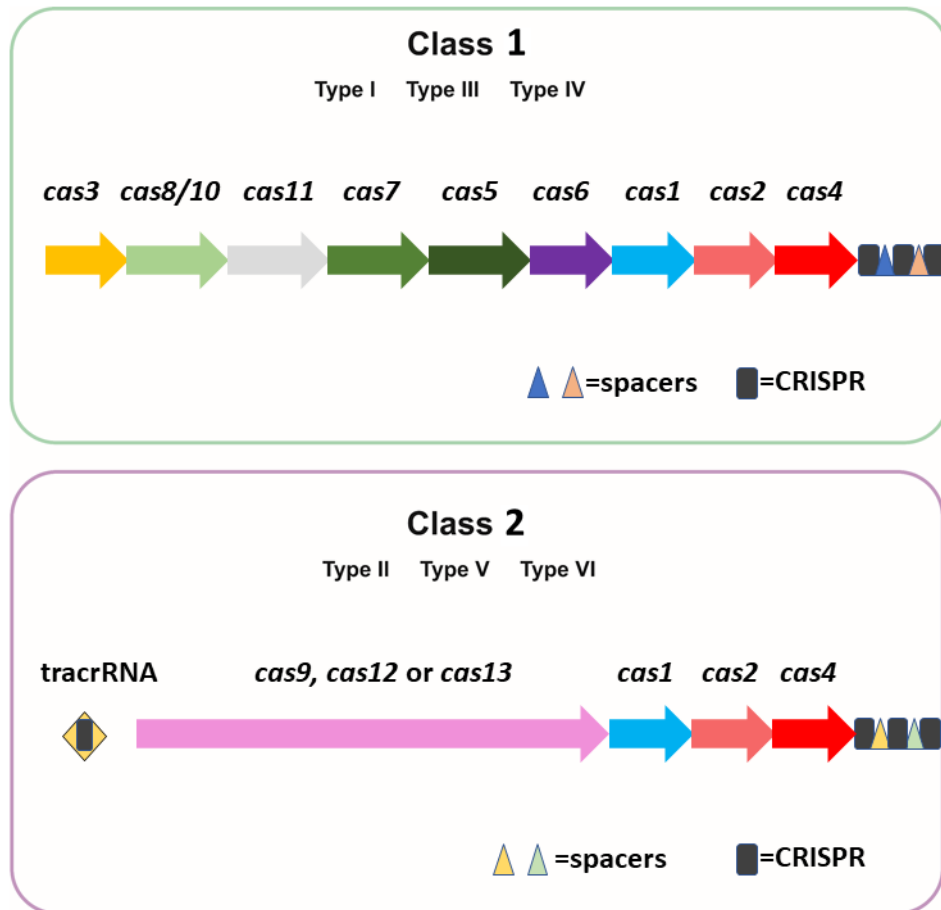 Class 1
Type I Type III Type IV
cas3 cas8/10 cas11 cas7 cas5 cas6 cas1 cas2 cas4
=spacers =CRISPR
Class 2
Type II Type V Type VI
tracrRNA cas9, cas12 or cas13 cas1 cas2 cas4
=spacers =CRISPR